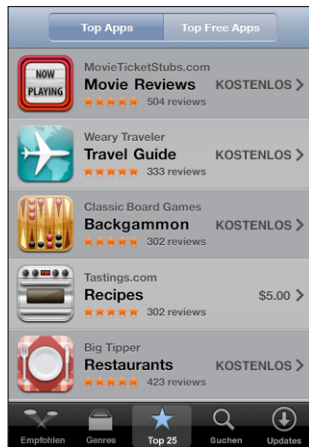 Top Apps Top Free Apps
NOW
PLAYING
MovieTicketStubs.com
Movie Reviews KOSTENLOS
504 reviews
Weary Traveler
Travel Guide KOSTENLOS
333 reviews
Classic Board Games
Backgammon KOSTENLOS
302 reviews
Tastings.com
Recipes $5.00
302 reviews
Big Tipper
Restaurants KOSTENLOS
423 reviews
Empfohlen Genres Top 25 Suchen Updates